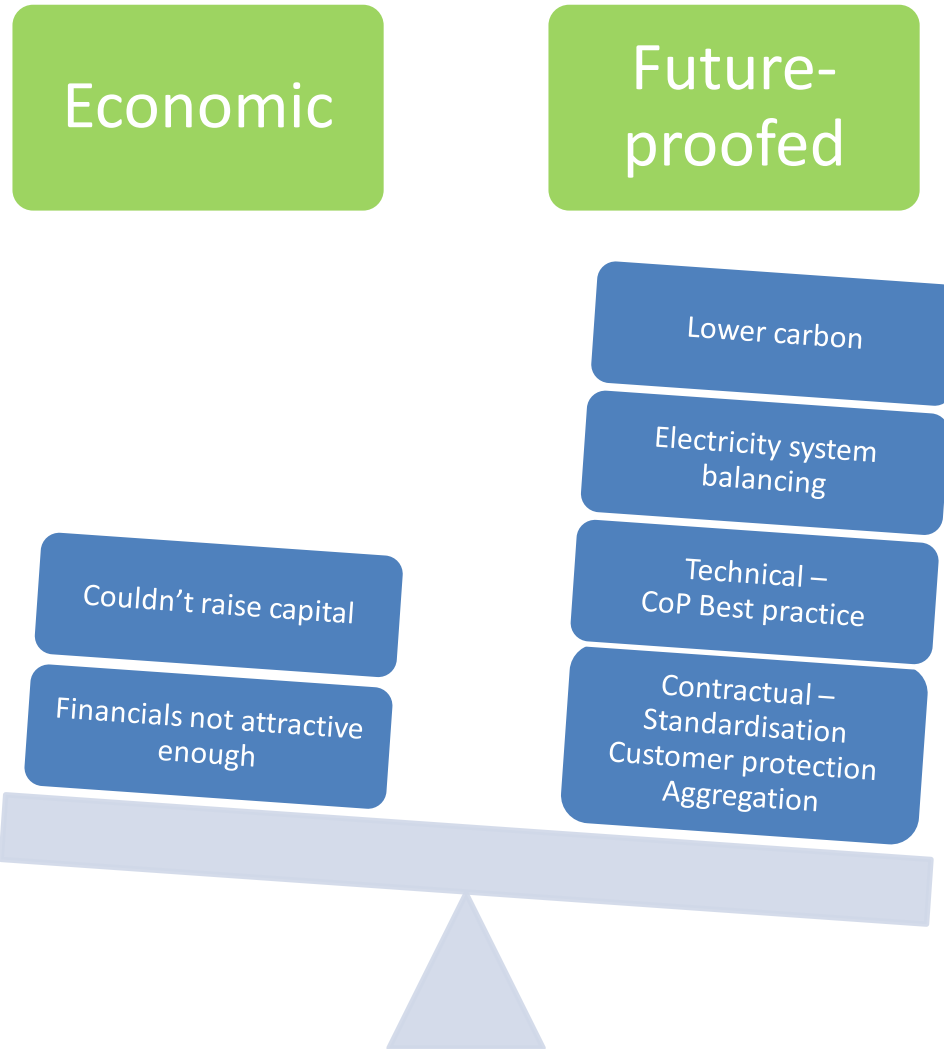 Economic
Future-
proofed
Lower carbon
Electricity system
balancing
Technical –
CoP Best practice
Contractual –
Standardisation
Customer protection
Aggregation
Couldn’t raise capital
Financials not attractive
enough